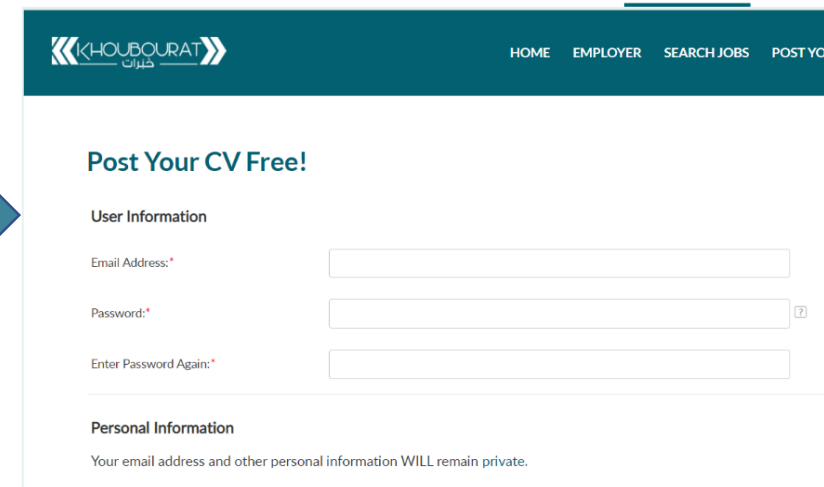 KHOUBOURAT
خبرات
HOME EMPLOYER SEARCH JOBS POST YO
Post Your CV Free!
User Information
Email Address:*
Password:*
?
Enter Password Again:*
Personal Information
Your email address and other personal information WILL remain private.